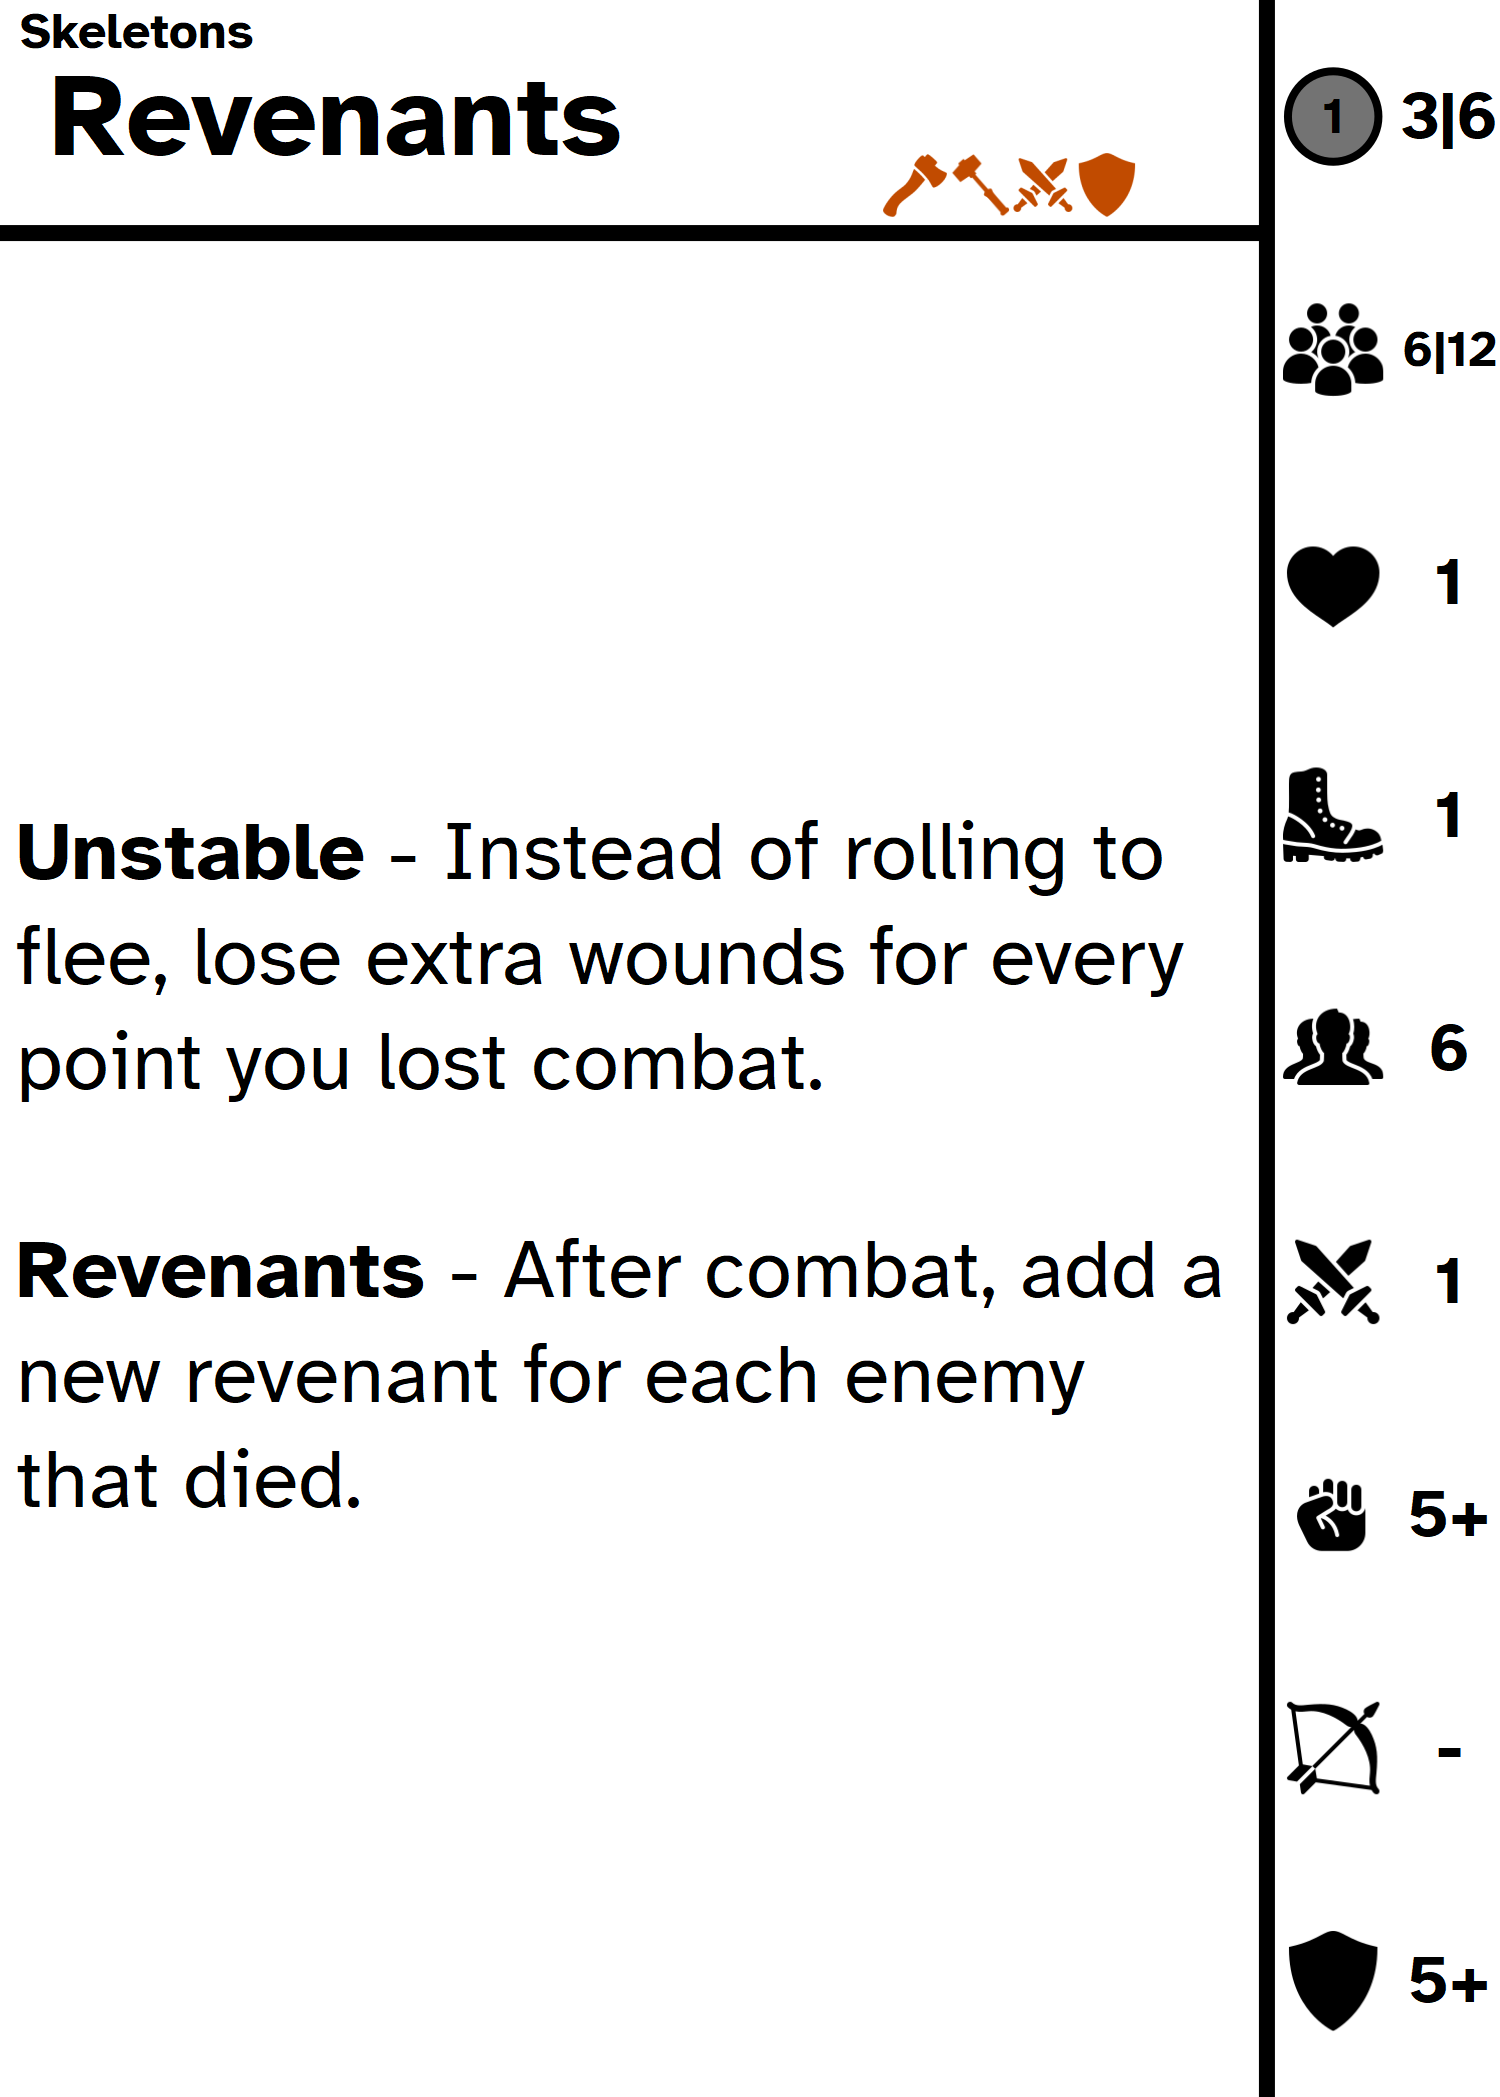 Skeletons
Revenants
1 3|6
6|12
1
1
6
1
5+
-
5+
Unstable - Instead of rolling to
flee, lose extra wounds for every
point you lost combat.
Revenants - After combat, add a
new revenant for each enemy
that died.